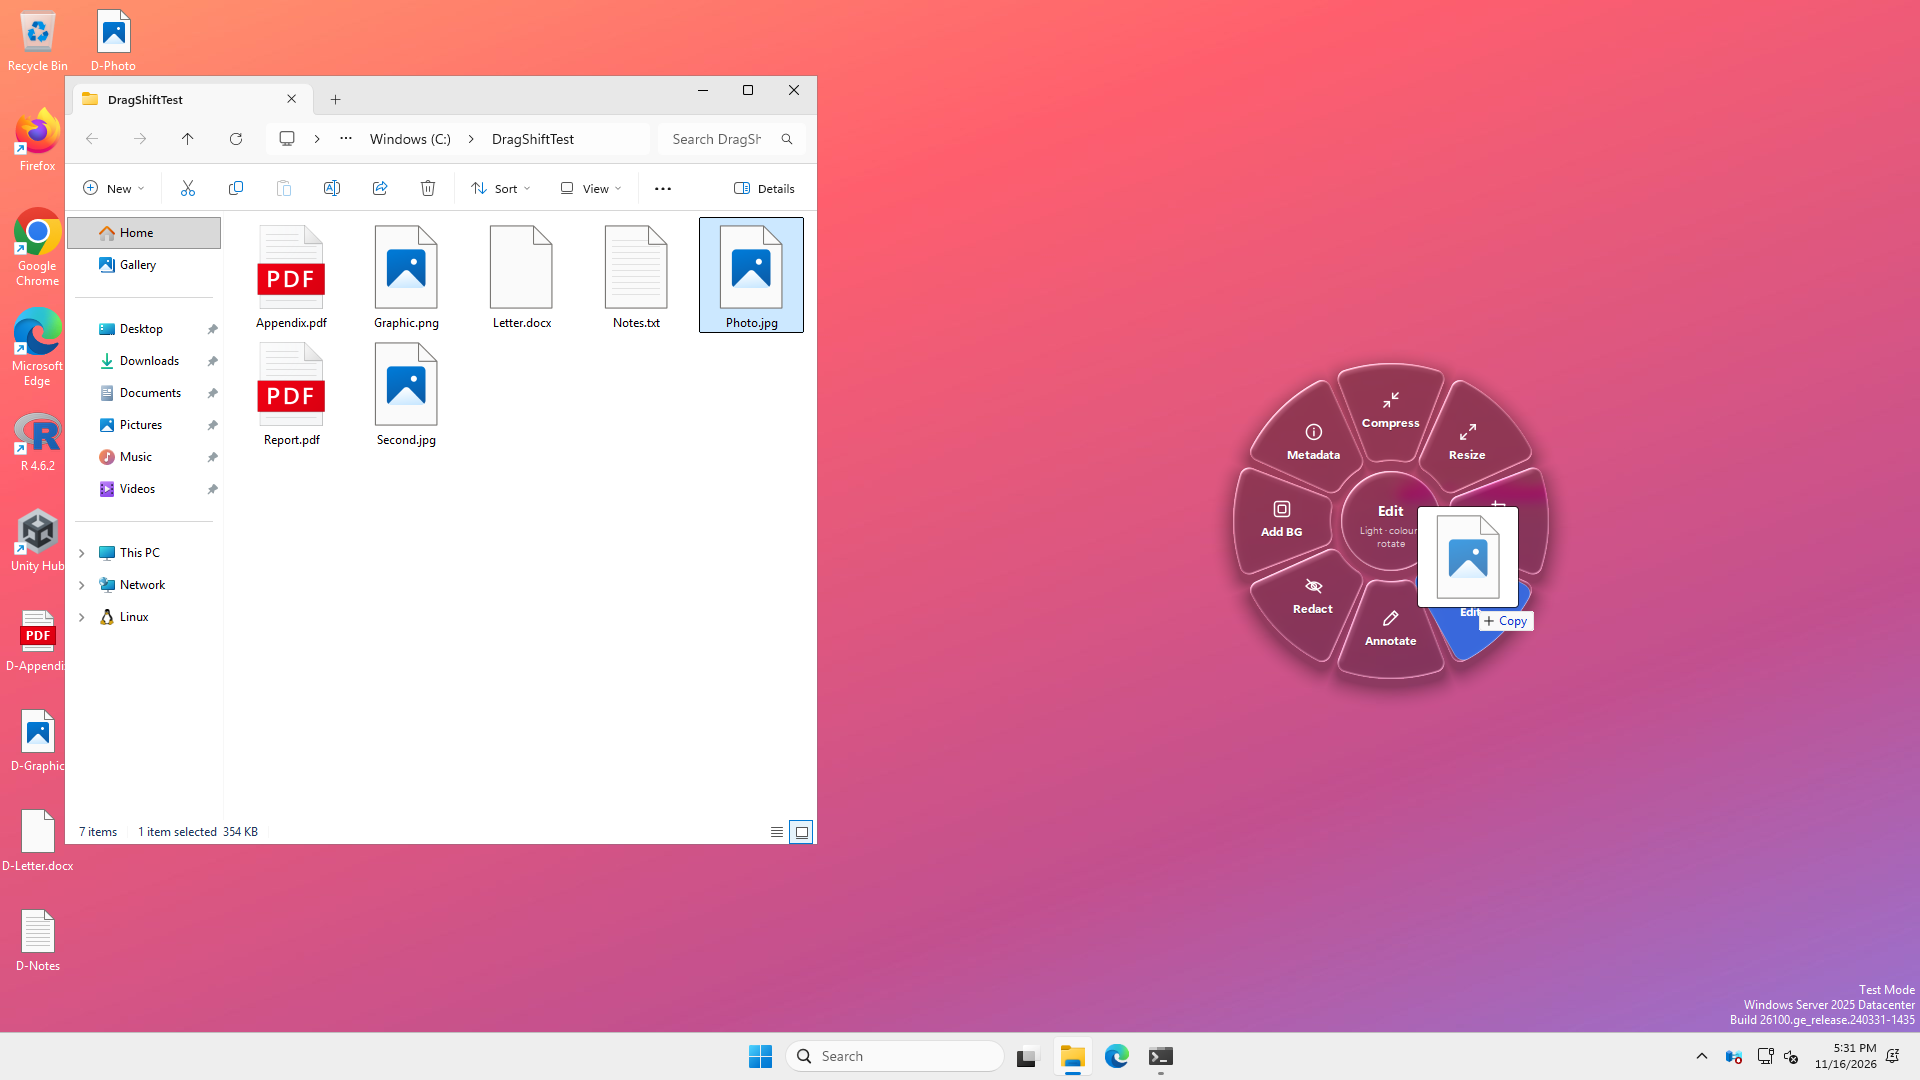 Recycle Bin
D-Photo
Firefox
Google
Chrome
Microsoft
Edge
R 4.6.2
Unity Hub
PDF
D-Appendi
D-Graphic
D-Letter.docx
D-Notes
DragShiftTest
Windows (C:)
DragShiftTest
Search DragSh
New
Sort
View
Details
Home
Gallery
Desktop
Downloads
Documents
Pictures
Music
Videos
This PC
Network
Linux
PDF
Appendix.pdf
Graphic.png
Letter.docx
Notes.txt
Photo.jpg
PDF
Report.pdf
Second.jpg
7 items
1 item selected 354 KB
Compress
Metadata
Resize
Add BG
Edit
Light · colour
rotate
Redact
Annotate
Edit
+ Copy
Test Mode
Windows Server 2025 Datacenter
Build 26100.ge_release.240331-1435
Search
5:31 PM
11/16/2026